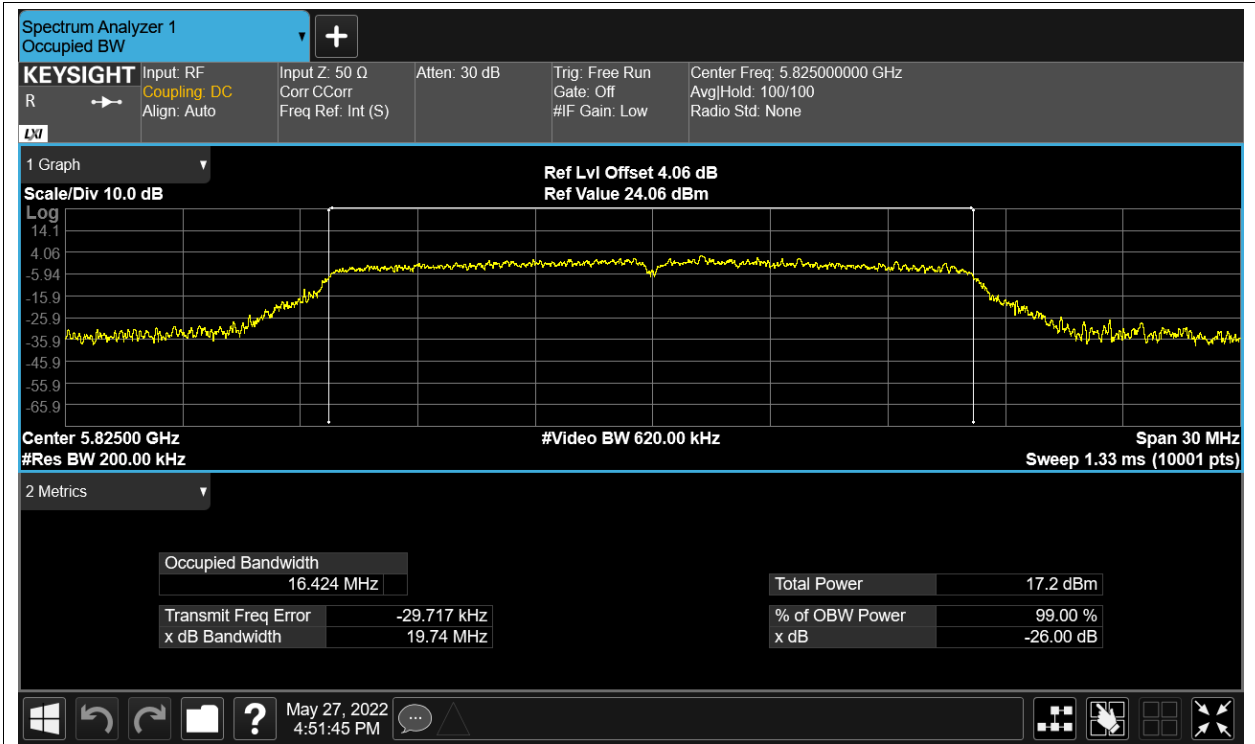 Spectrum Analyzer 1
Occupied BW
▼
+
KEYSIGHT
R
LXI
Input: RF
Coupling: DC
Align: Auto
Input Z: 50 Ω
Corr CCorr
Freq Ref: Int (S)
Atten: 30 dB
Trig: Free Run
Gate: Off
#IF Gain: Low
Center Freq: 5.825000000 GHz
Avg|Hold: 100/100
Radio Std: None
1 Graph ▼
Scale/Div 10.0 dB
Ref Lvl Offset 4.06 dB
Ref Value 24.06 dBm
Log
14.1
4.06
-5.94
-15.9
-25.9
-35.9
-45.9
-55.9
-65.9
Center 5.82500 GHz #Video BW 620.00 kHz Span 30 MHz
#Res BW 200.00 kHz Sweep 1.33 ms (10001 pts)
2 Metrics ▼
Occupied Bandwidth
16.424 MHz
Transmit Freq Error -29.717 kHz
x dB Bandwidth 19.74 MHz
Total Power 17.2 dBm
% of OBW Power 99.00 %
x dB -26.00 dB
?
May 27, 2022
4:51:45 PM
...